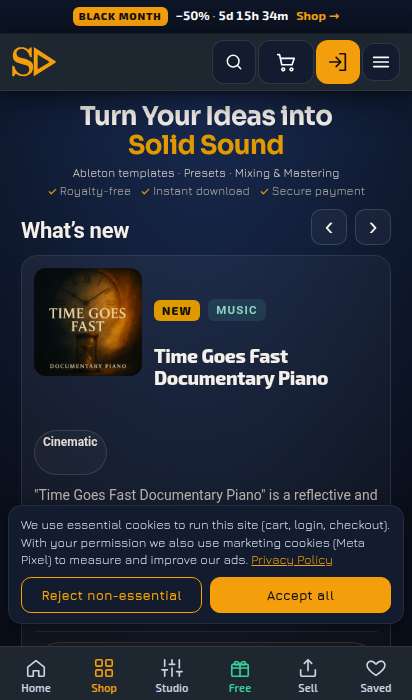 BLACK MONTH −50% · 5d 15h 34m Shop →
S
Turn Your Ideas into
Solid Sound
Ableton templates · Presets · Mixing & Mastering
✓ Royalty-free ✓ Instant download ✓ Secure payment
What's new
TIME GOES
FAST
DOCUMENTARY PIANO
NEW MUSIC
Time Goes Fast
Documentary Piano
Cinematic
"Time Goes Fast Documentary Piano" is a reflective and
We use essential cookies to run this site (cart, login, checkout).
With your permission we also use marketing cookies (Meta
Pixel) to measure and improve our ads. Privacy Policy
Reject non-essential Accept all
Home Shop Studio Free Sell Saved